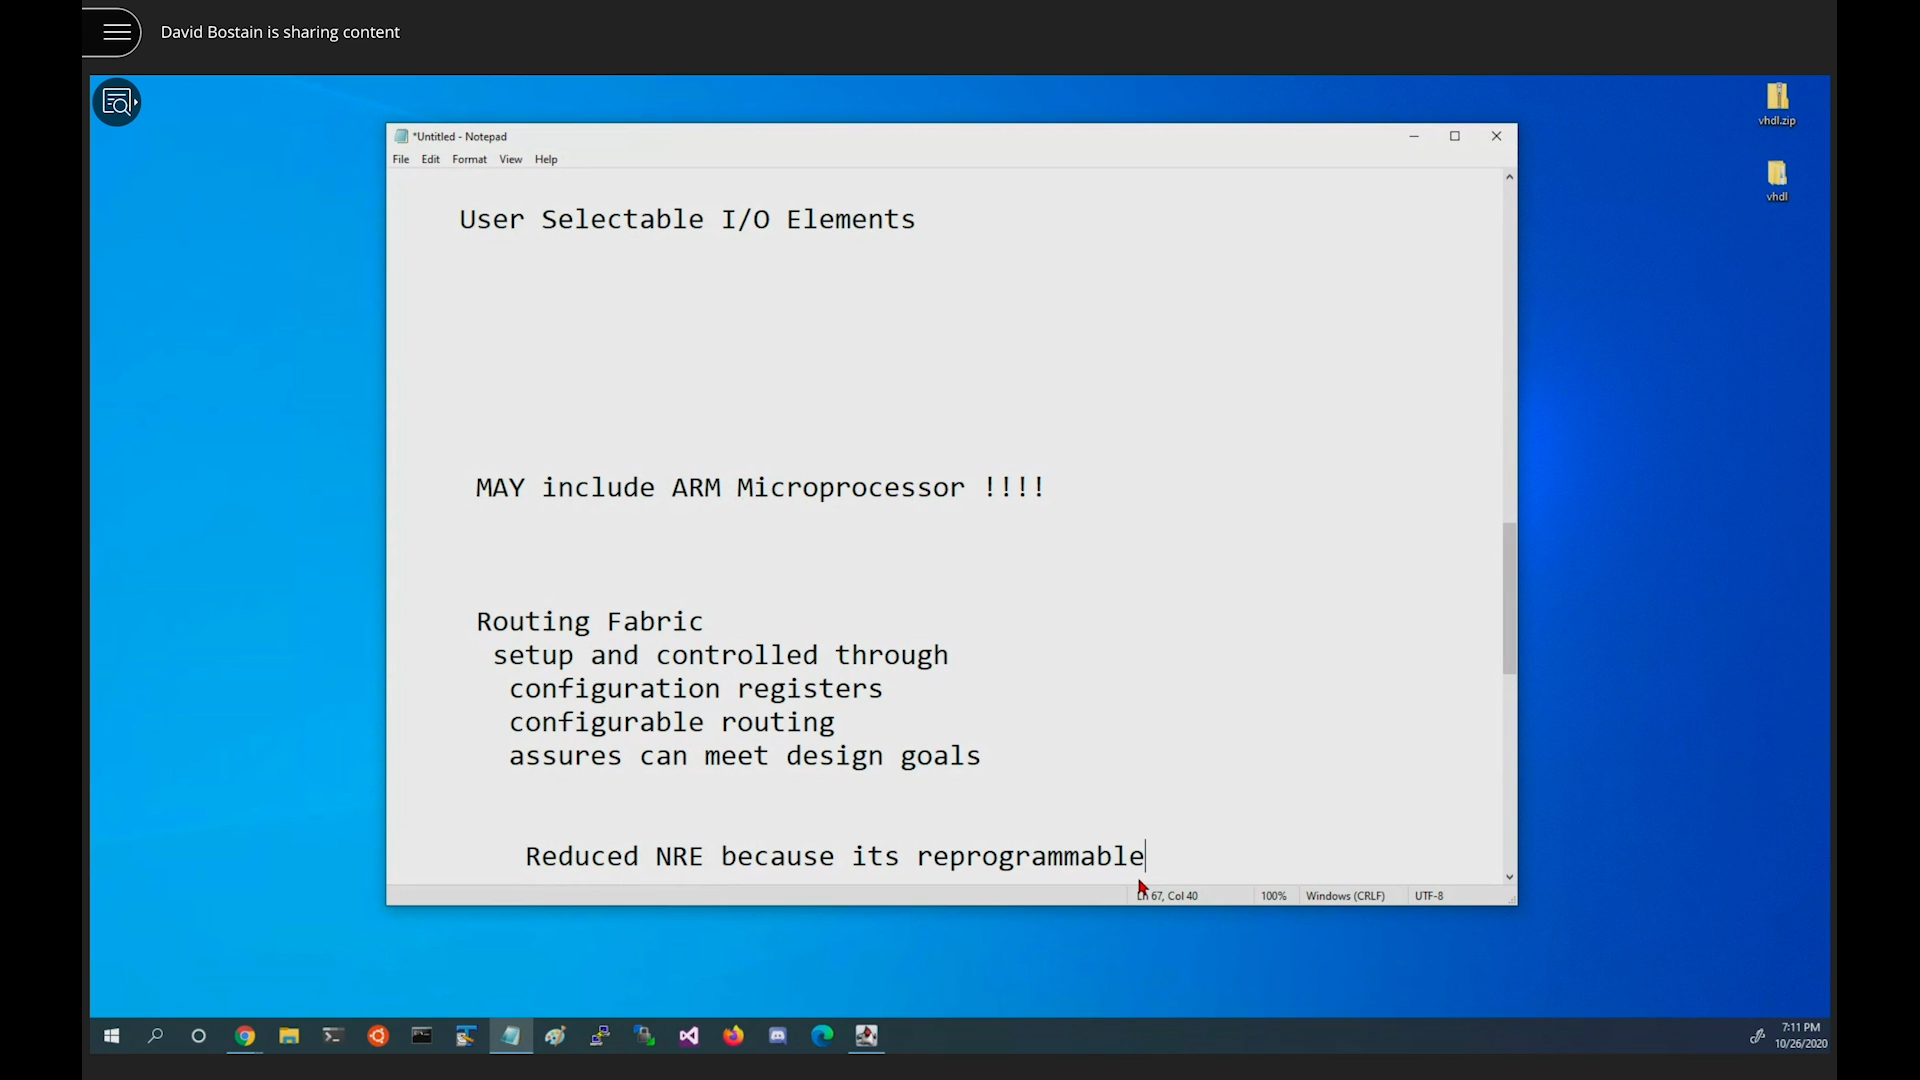 David Bostain is sharing content
vhdl.zip
vhdl
*Untitled - Notepad
File Edit Format View Help
User Selectable I/O Elements
MAY include ARM Microprocessor !!!!
Routing Fabric
setup and controlled through
configuration registers
configurable routing
assures can meet design goals
Reduced NRE because its reprogrammable
Ln 67, Col 40 100% Windows (CRLF) UTF-8
7:11 PM
10/26/2020